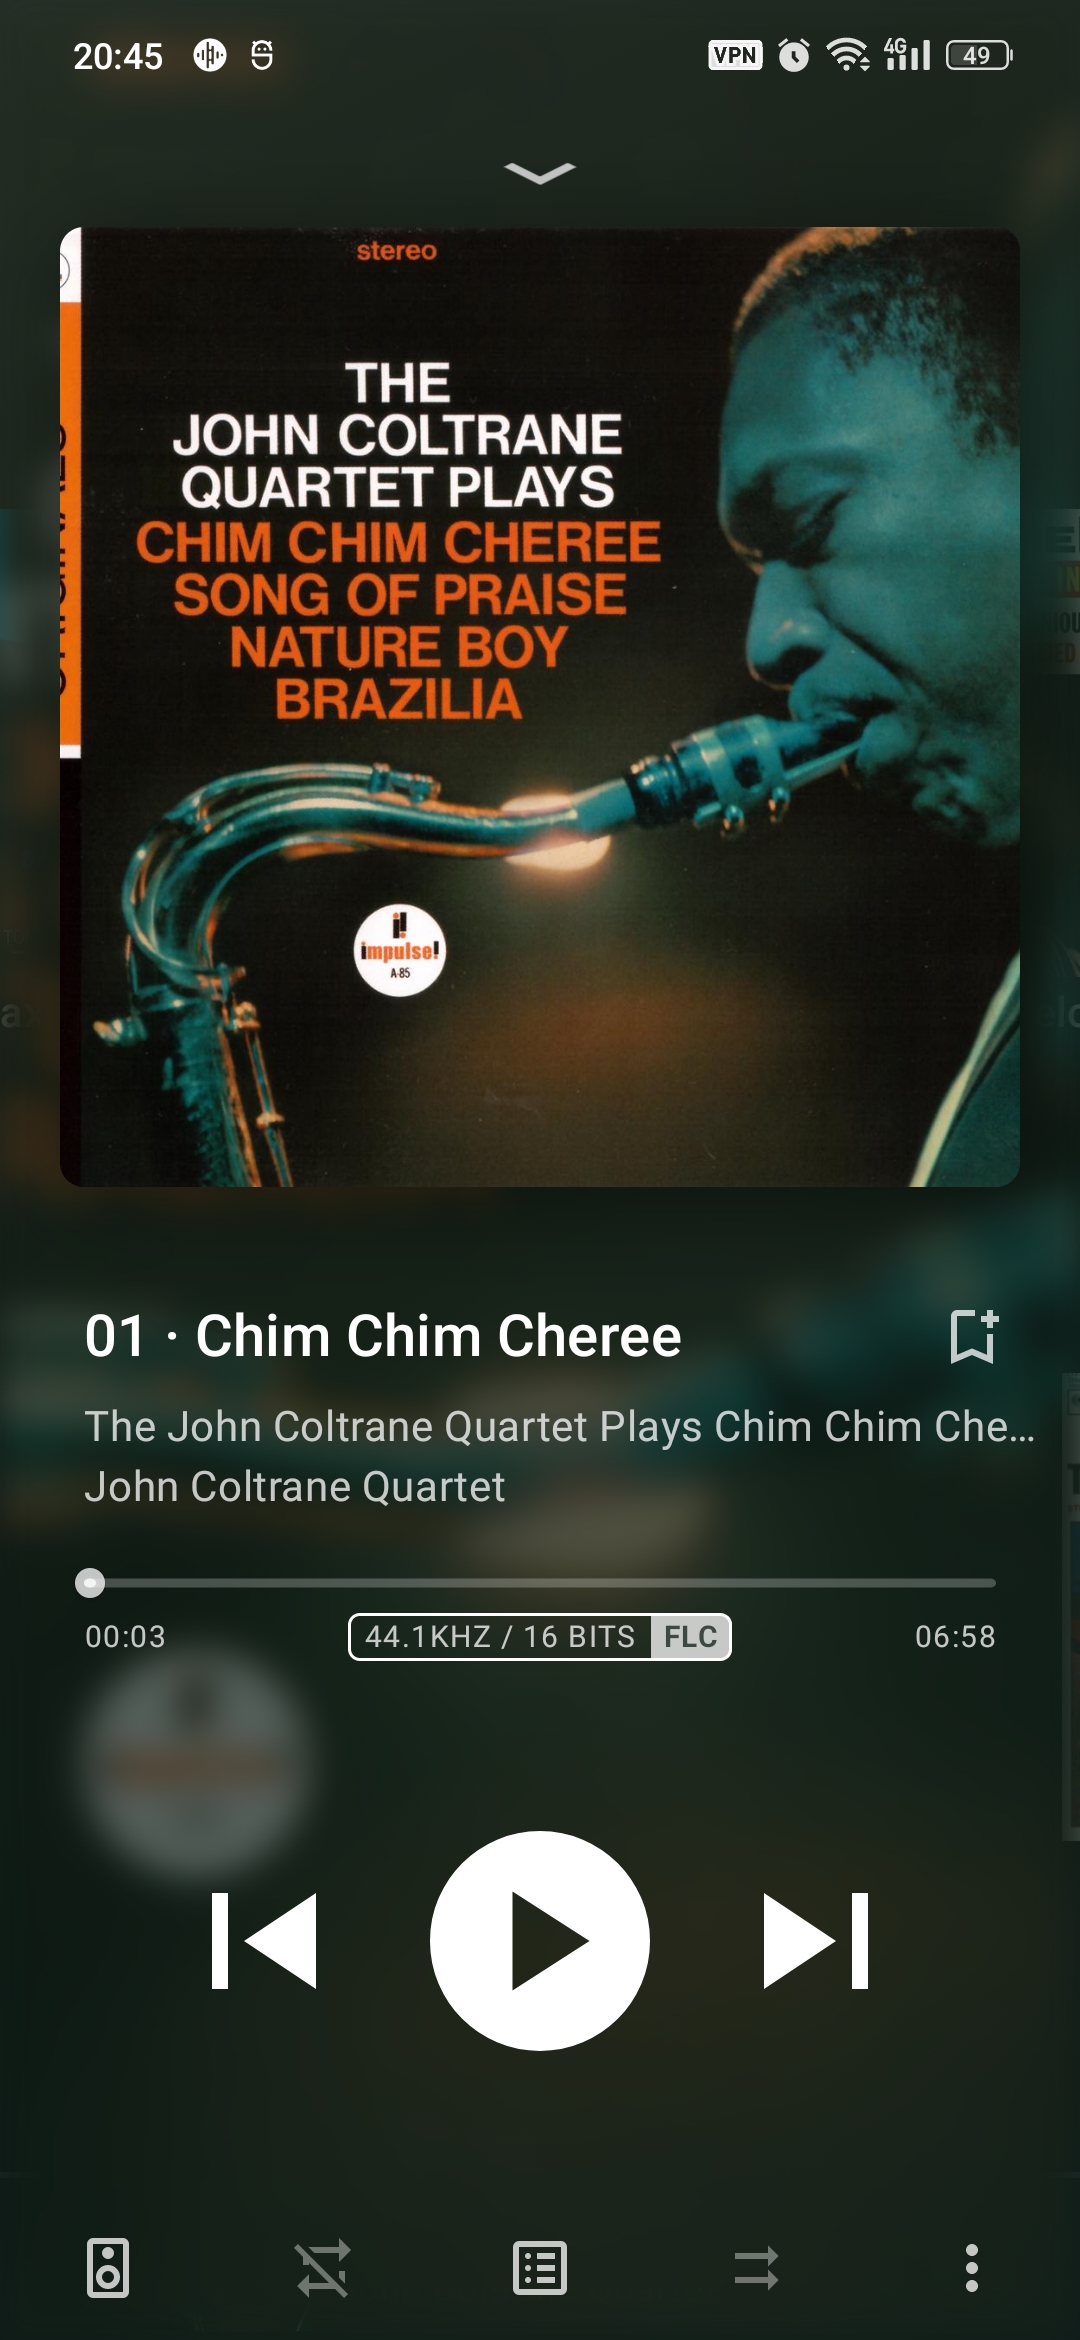 20:45
VPN
4G
49
stereo
THE
JOHN COLTRANE
QUARTET PLAYS
CHIM CHIM CHEREE
SONG OF PRAISE
NATURE BOY
BRAZILIA
impulse!
A-85
01 · Chim Chim Cheree
The John Coltrane Quartet Plays Chim Chim Che...
John Coltrane Quartet
00:03
44.1KHZ / 16 BITS FLC
06:58